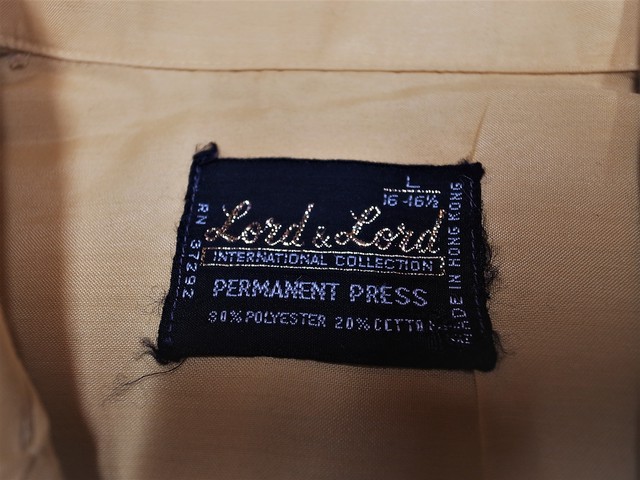 L
16-16½
Lord & Lord
INTERNATIONAL COLLECTION
PERMANENT PRESS
80% POLYESTER 20% COTTON
RN 37292
MADE IN HONG KONG